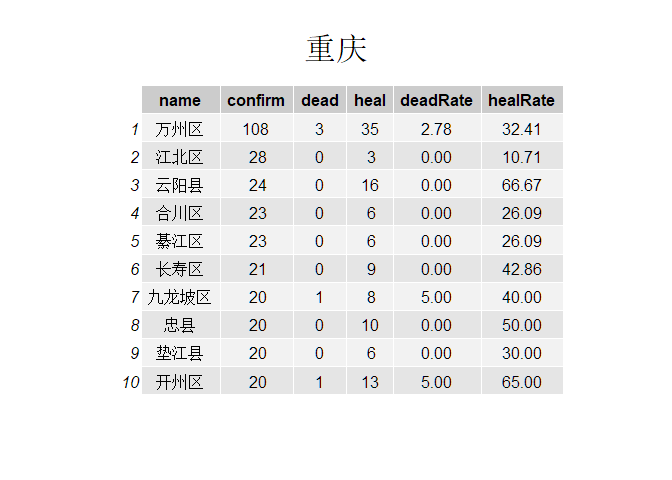 重庆
name confirm dead heal deadRate healRate
1 万州区 108 3 35 2.78 32.41
2 江北区 28 0 3 0.00 10.71
3 云阳县 24 0 16 0.00 66.67
4 合川区 23 0 6 0.00 26.09
5 綦江区 23 0 6 0.00 26.09
6 长寿区 21 0 9 0.00 42.86
7 九龙坡区 20 1 8 5.00 40.00
8 忠县 20 0 10 0.00 50.00
9 垫江县 20 0 6 0.00 30.00
10 开州区 20 1 13 5.00 65.00